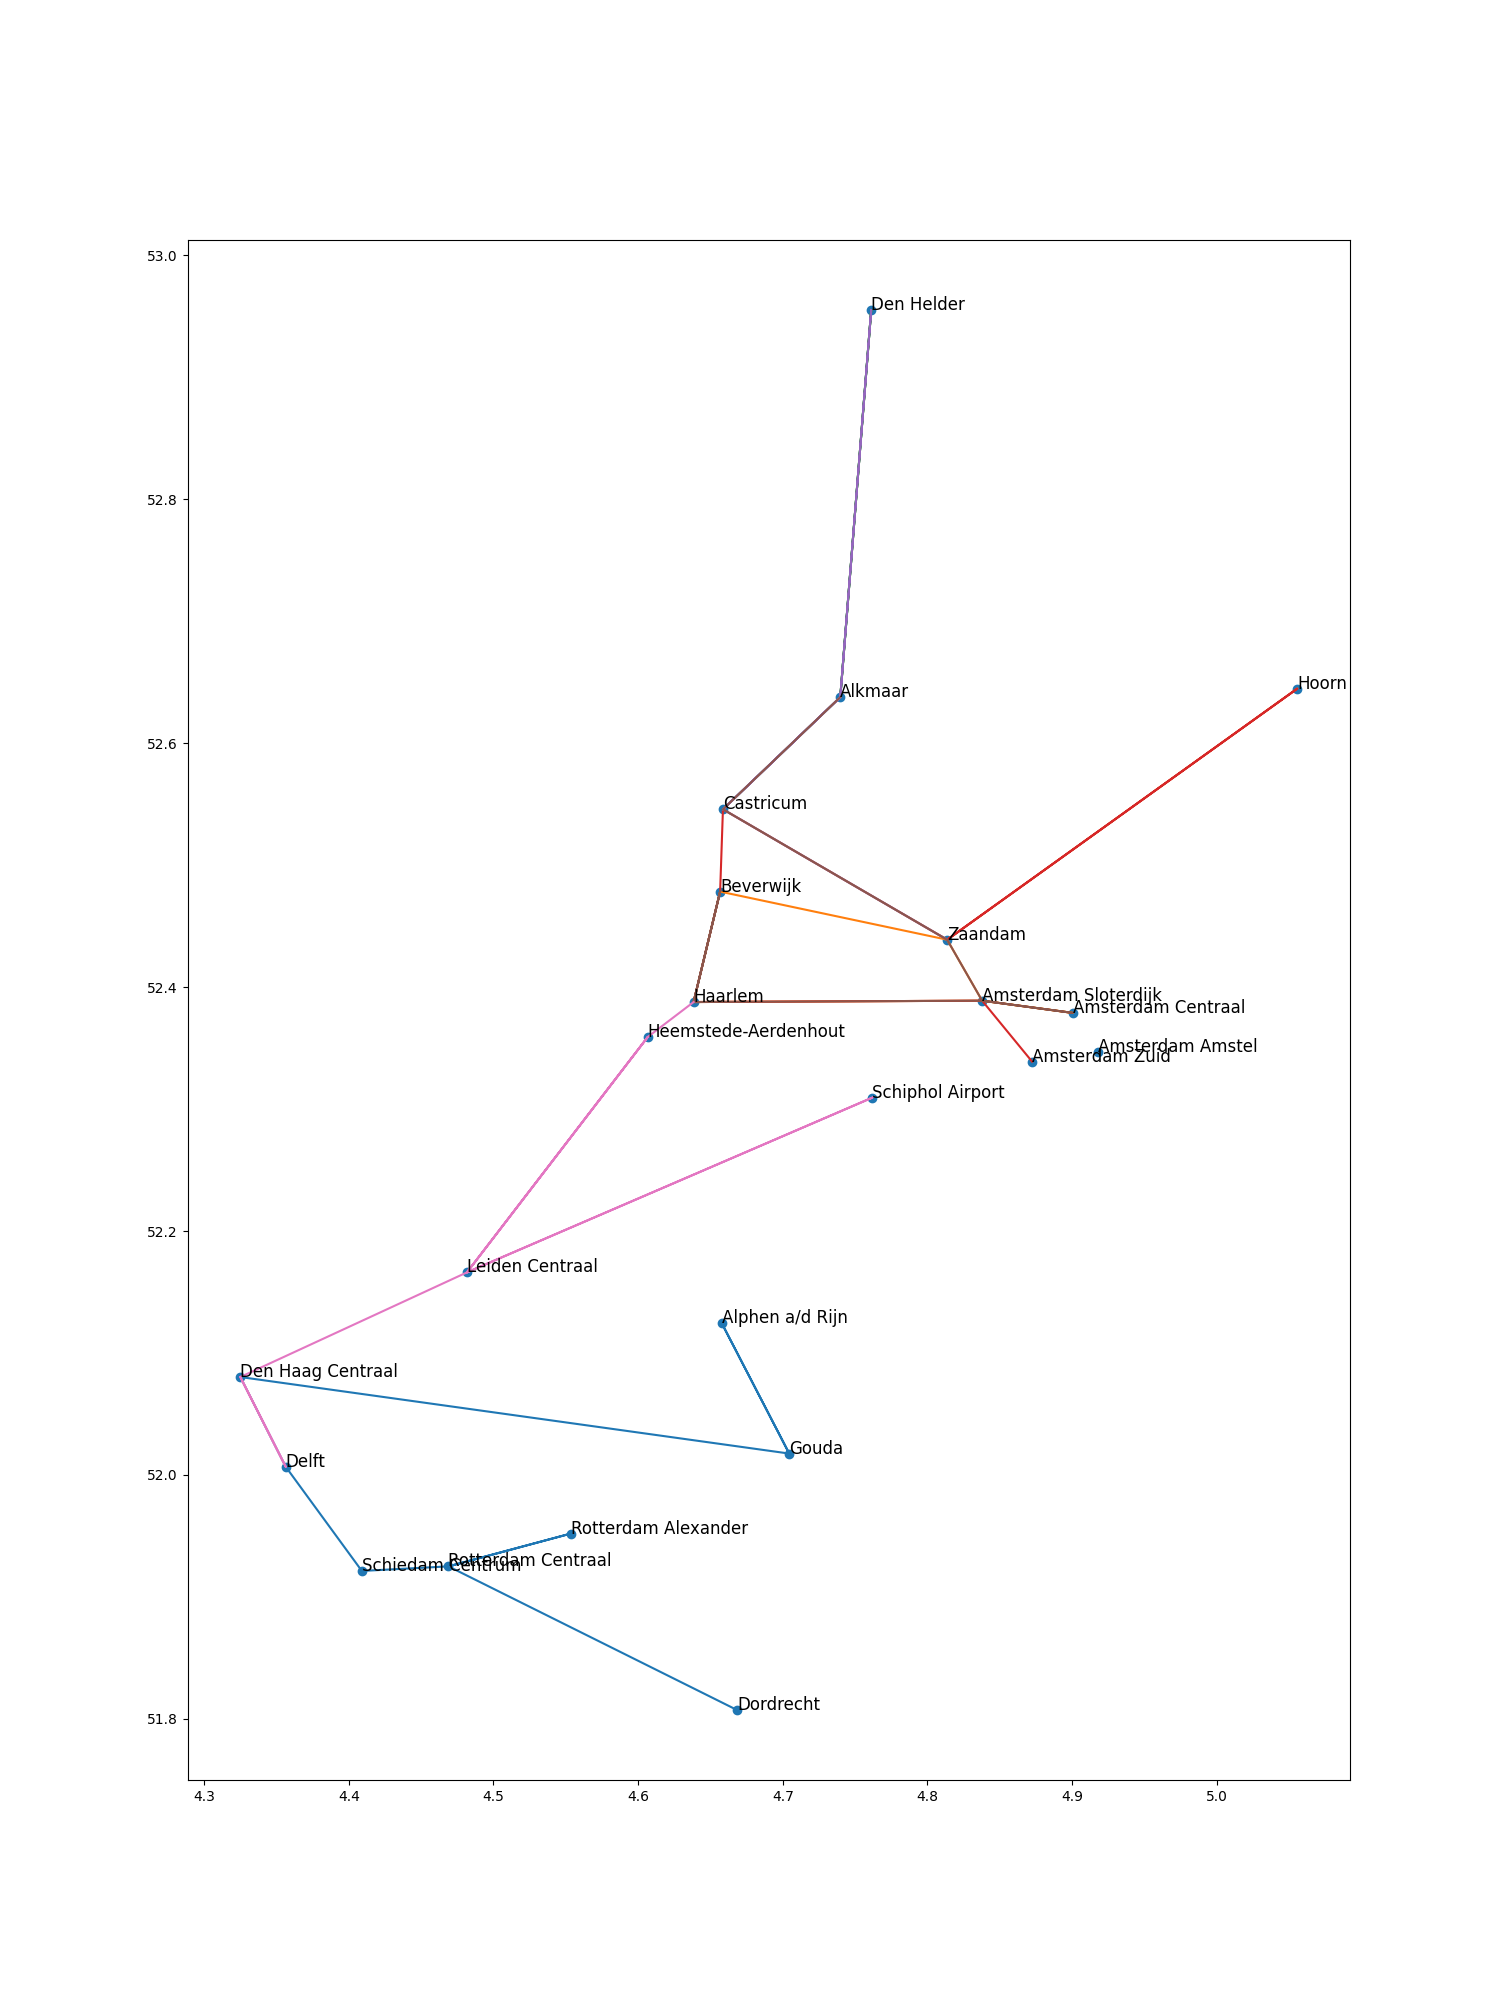 53.0
Den Helder
52.8
Alkmaar
Hoorn
52.6
Castricum
Beverwijk
Zaandam
52.4
Haarlem
Amsterdam Sloterdijk
Amsterdam Centraal
Heemstede-Aerdenhout
Amsterdam Amstel
Amsterdam Zuid
Schiphol Airport
52.2
Leiden Centraal
Alphen a/d Rijn
Den Haag Centraal
Gouda
Delft
52.0
Rotterdam Alexander
Rotterdam Centraal
Schiedam Centrum
Dordrecht
51.8
4.3 4.4 4.5 4.6 4.7 4.8 4.9 5.0